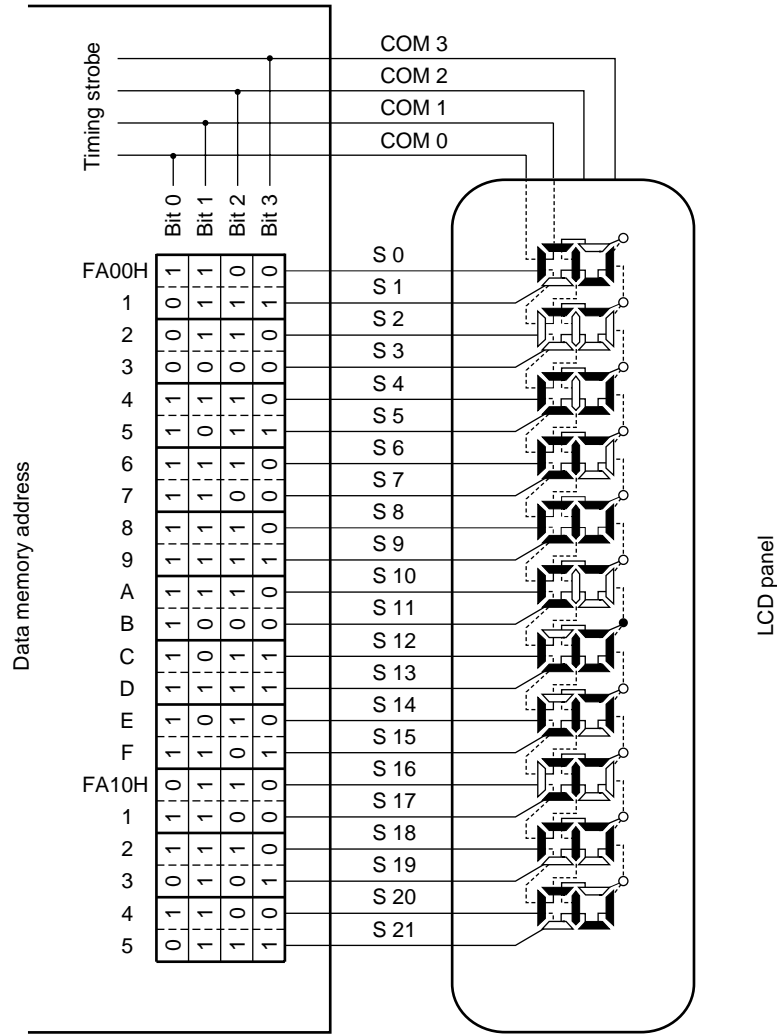 COM 3
COM 2
COM 1
COM 0
Timing strobe
Bit 0
Bit 1
Bit 2
Bit 3
FA00H 1 1 0 0 S 0
1 0 1 1 1 S 1
2 0 1 1 0 S 2
3 0 0 0 0 S 3
4 1 1 1 0 S 4
5 1 0 1 1 S 5
6 1 1 1 0 S 6
7 1 1 0 0 S 7
8 1 1 1 0 S 8
9 1 1 1 1 S 9
A 1 1 1 0 S 10
B 1 0 0 0 S 11
C 1 0 1 1 S 12
D 1 1 1 1 S 13
E 1 0 1 0 S 14
F 1 1 0 1 S 15
FA10H 0 1 1 0 S 16
1 1 1 0 0 S 17
2 1 1 1 0 S 18
3 0 1 0 1 S 19
4 1 1 0 0 S 20
5 0 1 1 1 S 21
Data memory address
LCD panel